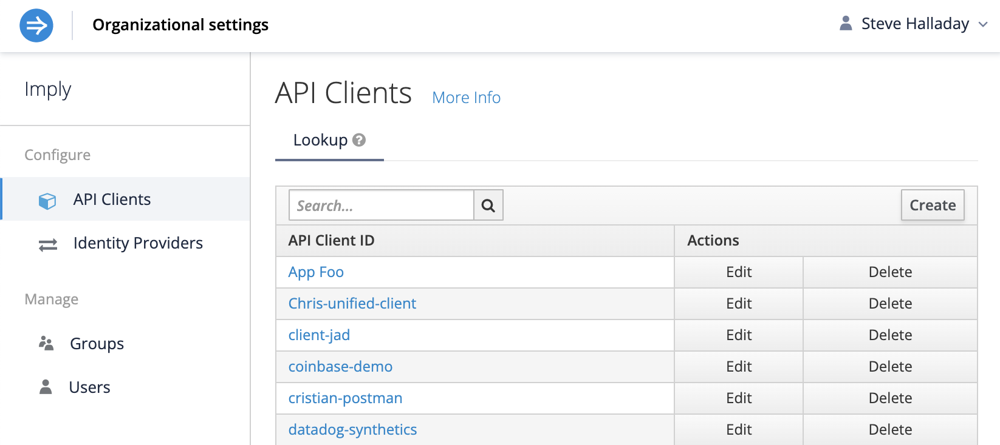 Organizational settings
Steve Halladay
Imply
Configure
API Clients
Identity Providers
Manage
Groups
Users
API Clients More Info
Lookup ?
Search...
Create
API Client ID Actions
App Foo Edit Delete
Chris-unified-client Edit Delete
client-jad Edit Delete
coinbase-demo Edit Delete
cristian-postman Edit Delete
datadog-synthetics Edit Delete